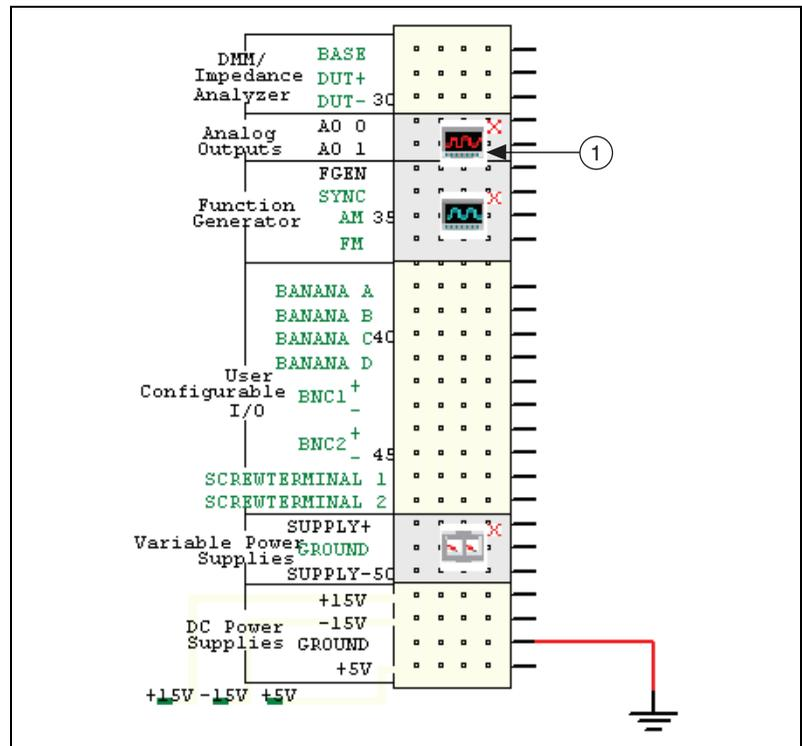 DMM/
Impedance
Analyzer
BASE
DUT+
DUT- 30
Analog
Outputs
AO 0
AO 1
1
Function
Generator
FGEN
SYNC
AM 35
FM
User
Configurable
I/O
BANANA A
BANANA B
BANANA C 40
BANANA D
BNC1 +
-
BNC2 +
- 45
SCREWTERMINAL 1
SCREWTERMINAL 2
Variable Power
Supplies
SUPPLY+
GROUND
SUPPLY- 50
DC Power
Supplies
+15V
-15V
GROUND
+5V
+15V -15V +5V